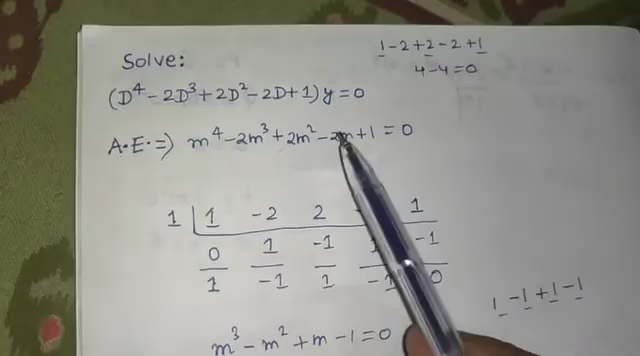 Solve:
1-2+2-2+1
4-4=0
(D⁴-2D³+2D²-2D+1)y=0
A.E.⇒ m⁴-2m³+2m²-2m+1=0
1 | 1 -2 2 1
0 1 -1 1 -1
1 -1 1 -1 0
1-1+1-1
m³-m²+m-1=0